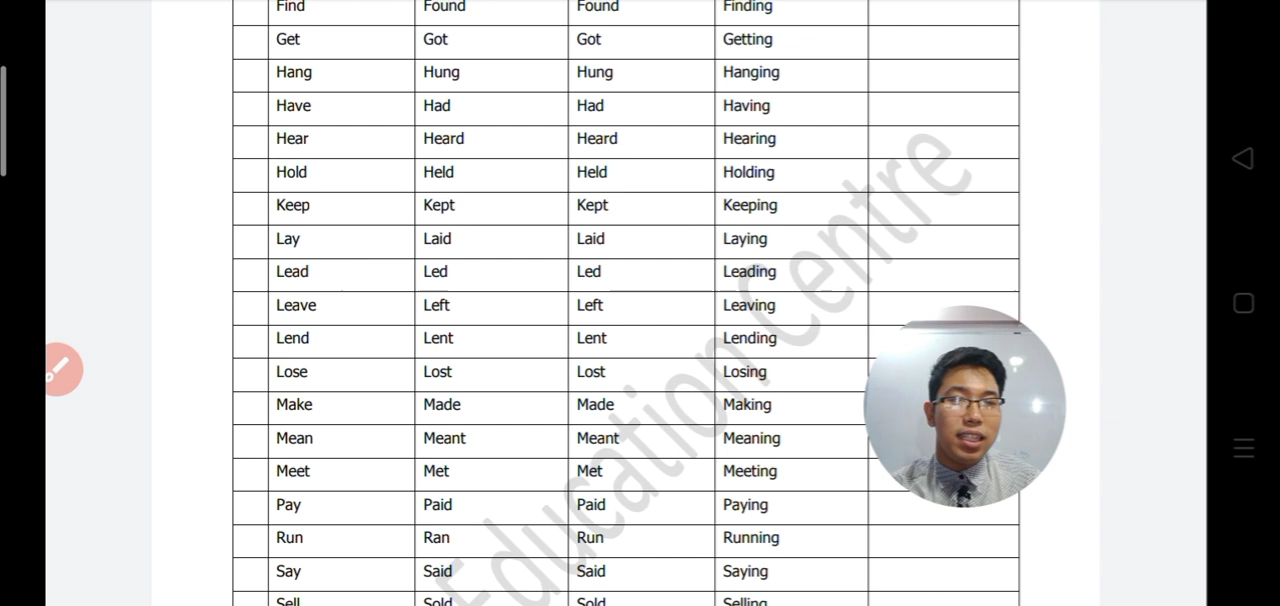 Find Found Found Finding
Get Got Got Getting
Hang Hung Hung Hanging
Have Had Had Having
Hear Heard Heard Hearing
Hold Held Held Holding
Keep Kept Kept Keeping
Lay Laid Laid Laying
Lead Led Led Leading
Leave Left Left Leaving
Lend Lent Lent Lending
Lose Lost Lost Losing
Make Made Made Making
Mean Meant Meant Meaning
Meet Met Met Meeting
Pay Paid Paid Paying
Run Ran Run Running
Say Said Said Saying
Sell Sold Sold Selling
Education Centre